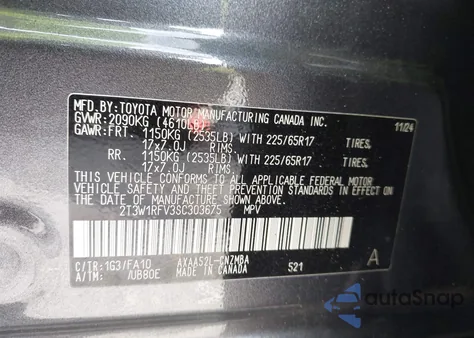 MFD.BY:TOYOTA MOTOR MANUFACTURING CANADA INC.
GVWR:2090KG (4610LB) 11/24
GAWR:FRT. 1150KG (2535LB) WITH 225/65R17 TIRES,
17x7.0J RIMS.
RR. 1150KG (2535LB) WITH 225/65R17 TIRES,
17x7.0J RIMS.
THIS VEHICLE CONFORMS TO ALL APPLICABLE FEDERAL MOTOR
VEHICLE SAFETY AND THEFT PREVENTION STANDARDS IN EFFECT ON
THE DATE OF MANUFACTURE SHOWN ABOVE.
2T3W1RFV3SC303675 MPV
C/TR:1G3/FA10 AXAA52L-CNZMBA A
A/TM: /UB80E MADE IN CANADA 521
autoSnap